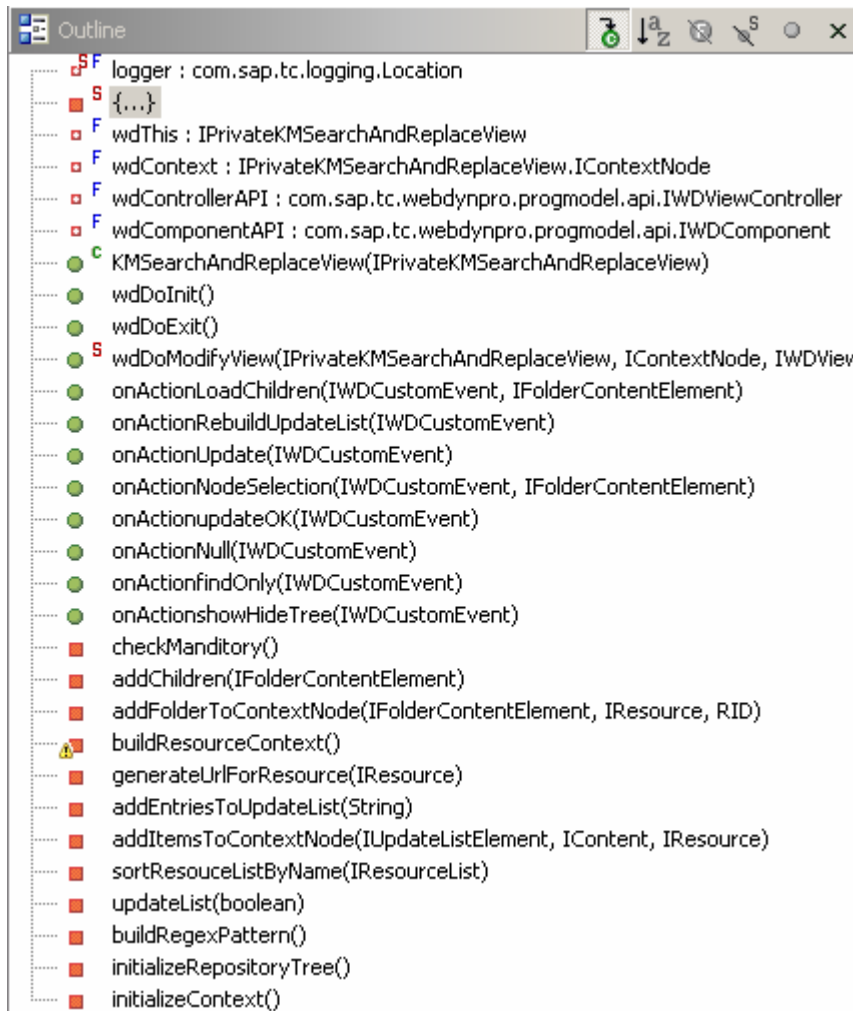 Outline
logger : com.sap.tc.logging.Location
{...}
wdThis : IPrivateKMSearchAndReplaceView
wdContext : IPrivateKMSearchAndReplaceView.IContextNode
wdControllerAPI : com.sap.tc.webdynpro.progmodel.api.IWDViewController
wdComponentAPI : com.sap.tc.webdynpro.progmodel.api.IWDComponent
KMSearchAndReplaceView(IPrivateKMSearchAndReplaceView)
wdDoInit()
wdDoExit()
wdDoModifyView(IPrivateKMSearchAndReplaceView, IContextNode, IWDView
onActionLoadChildren(IWDCustomEvent, IFolderContentElement)
onActionRebuildUpdateList(IWDCustomEvent)
onActionUpdate(IWDCustomEvent)
onActionNodeSelection(IWDCustomEvent, IFolderContentElement)
onActionupdateOK(IWDCustomEvent)
onActionNull(IWDCustomEvent)
onActionfindOnly(IWDCustomEvent)
onActionshowHideTree(IWDCustomEvent)
checkManditory()
addChildren(IFolderContentElement)
addFolderToContextNode(IFolderContentElement, IResource, RID)
buildResourceContext()
generateUrlForResource(IResource)
addEntriesToUpdateList(String)
addItemsToContextNode(IUpdateListElement, IContent, IResource)
sortResouceListByName(IResourceList)
updateList(boolean)
buildRegexPattern()
initializeRepositoryTree()
initializeContext()